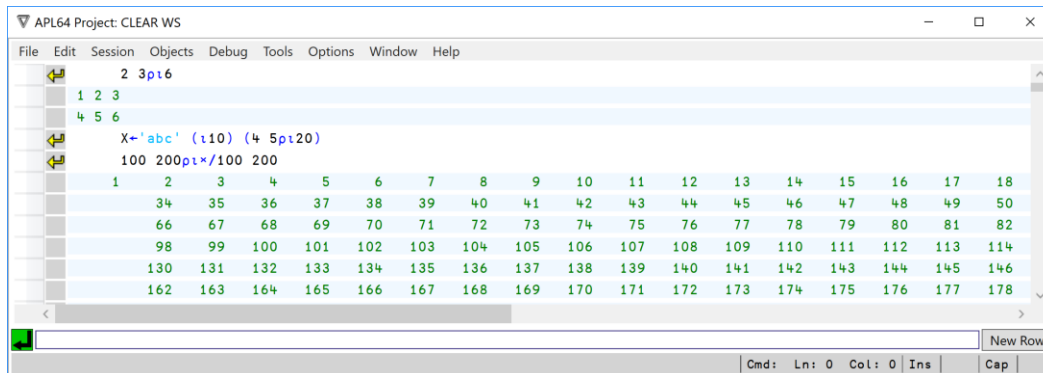 APL64 Project: CLEAR WS
File Edit Session Objects Debug Tools Options Window Help
2 3⍴⍳6
1 2 3
4 5 6
X←'abc' (⍳10) (4 5⍴⍳20)
100 200⍴⍳×/100 200
1 2 3 4 5 6 7 8 9 10 11 12 13 14 15 16 17 18
34 35 36 37 38 39 40 41 42 43 44 45 46 47 48 49 50
66 67 68 69 70 71 72 73 74 75 76 77 78 79 80 81 82
98 99 100 101 102 103 104 105 106 107 108 109 110 111 112 113 114
130 131 132 133 134 135 136 137 138 139 140 141 142 143 144 145 146
162 163 164 165 166 167 168 169 170 171 172 173 174 175 176 177 178
New Row
Cmd: Ln: 0 Col: 0 Ins Cap